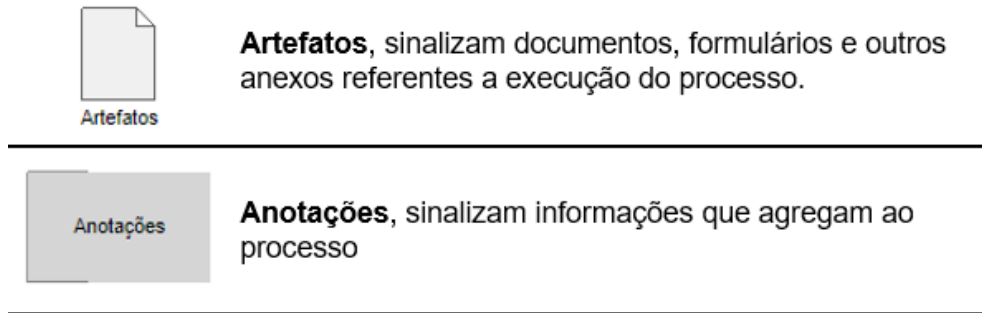 Artefatos, sinalizam documentos, formulários e outros
anexos referentes a execução do processo.
Artefatos
Anotações
Anotações, sinalizam informações que agregam ao
processo